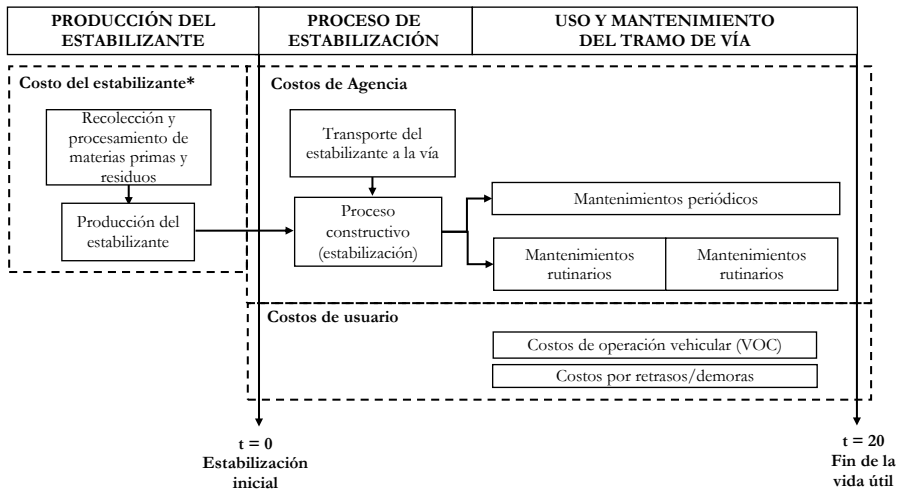 PRODUCCIÓN DEL
ESTABILIZANTE
PROCESO DE
ESTABILIZACIÓN
USO Y MANTENIMIENTO
DEL TRAMO DE VÍA
Costo del estabilizante*
Recolección y
procesamiento de
materias primas y
residuos
Producción del
estabilizante
Costos de Agencia
Transporte del
estabilizante a la vía
Proceso
constructivo
(estabilización)
Mantenimientos periódicos
Mantenimientos
rutinarios
Mantenimientos
rutinarios
Costos de usuario
Costos de operación vehicular (VOC)
Costos por retrasos/demoras
t = 0
Estabilización
inicial
t = 20
Fin de la
vida útil